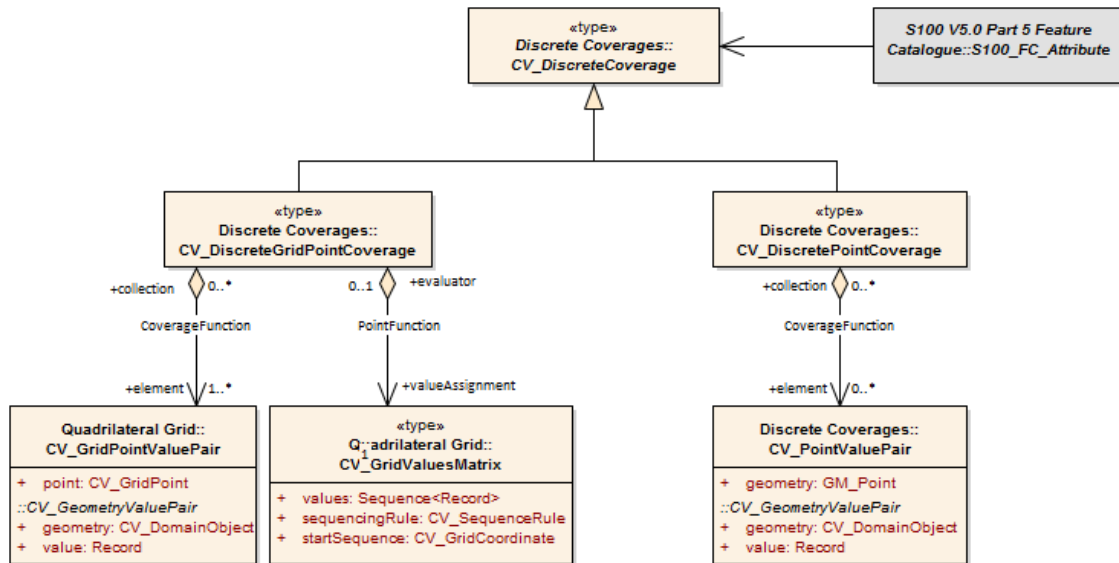 «type»
Discrete Coverages::
CV_DiscreteCoverage
S100 V5.0 Part 5 Feature
Catalogue::S100_FC_Attribute
«type»
Discrete Coverages::
CV_DiscreteGridPointCoverage
«type»
Discrete Coverages::
CV_DiscretePointCoverage
+collection
0..*
0..1
+evaluator
+collection
0..*
CoverageFunction
PointFunction
CoverageFunction
+element
1..*
+valueAssignment
+element
0..*
Quadrilateral Grid::
CV_GridPointValuePair
+ point: CV_GridPoint
::CV_GeometryValuePair
+ geometry: CV_DomainObject
+ value: Record
«type»
Quadrilateral Grid::
1
CV_GridValuesMatrix
+ values: Sequence<Record>
+ sequencingRule: CV_SequenceRule
+ startSequence: CV_GridCoordinate
Discrete Coverages::
CV_PointValuePair
+ geometry: GM_Point
::CV_GeometryValuePair
+ geometry: CV_DomainObject
+ value: Record